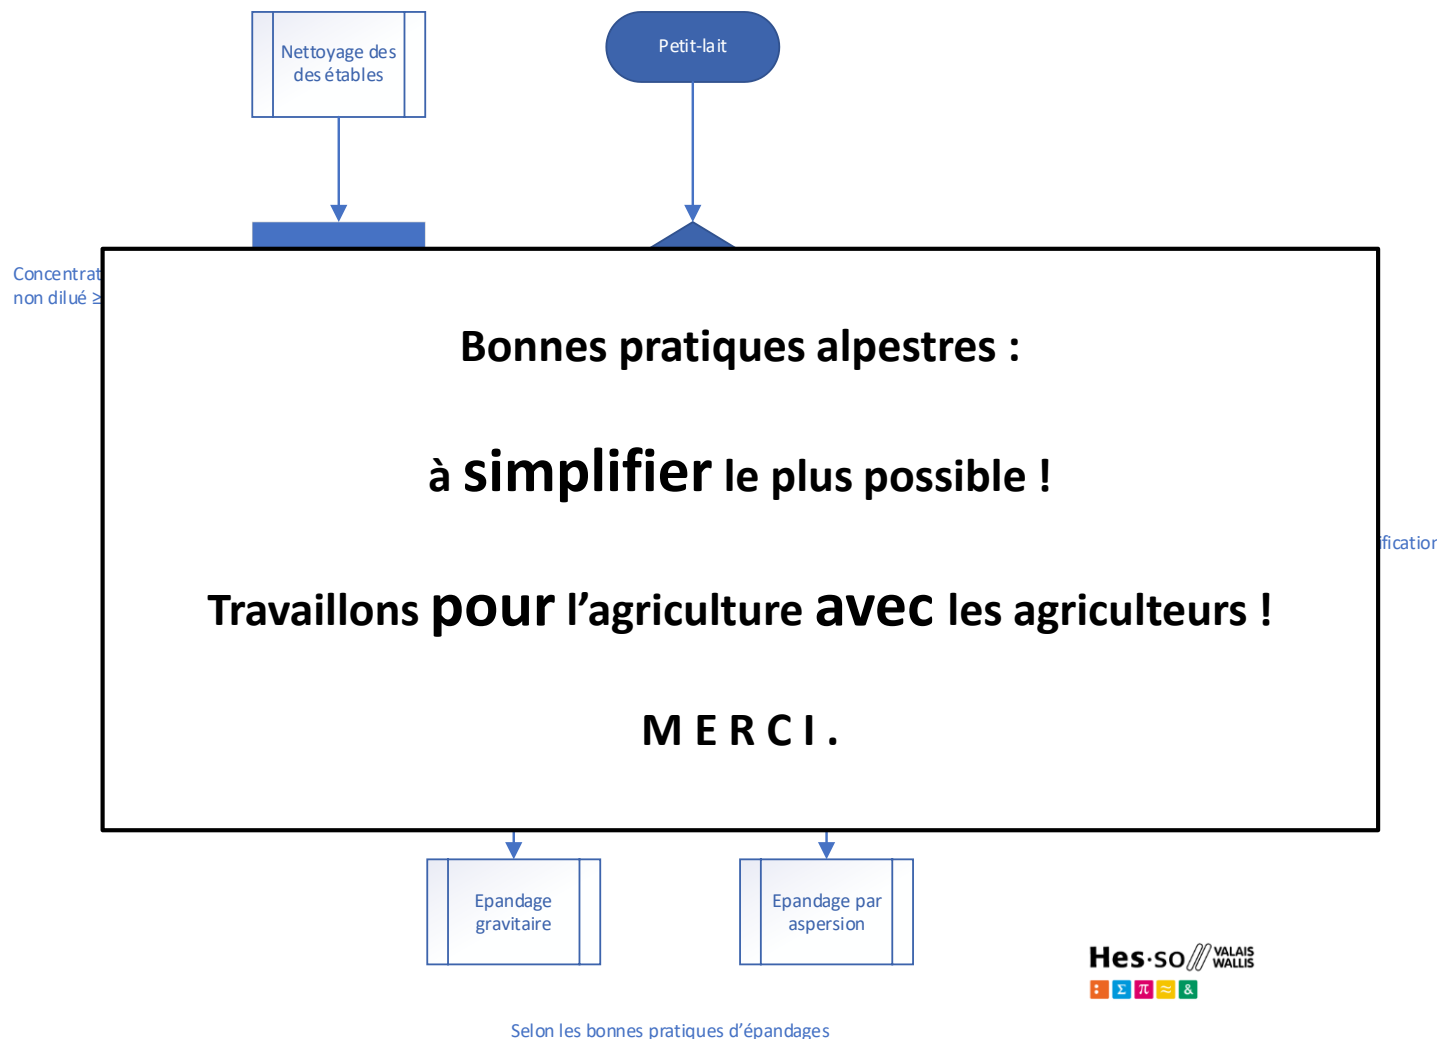 Nettoyage des
des étables
Petit-lait
Concentrat
non dilué ≥
Bonnes pratiques alpestres :
à simplifier le plus possible !
Travaillons pour l’agriculture avec les agriculteurs !
M E R C I .
ification
Epandage
gravitaire
Epandage par
aspersion
Hes·so VALAIS
WALLIS
: Σ π ≈ &
Selon les bonnes pratiques d’épandages